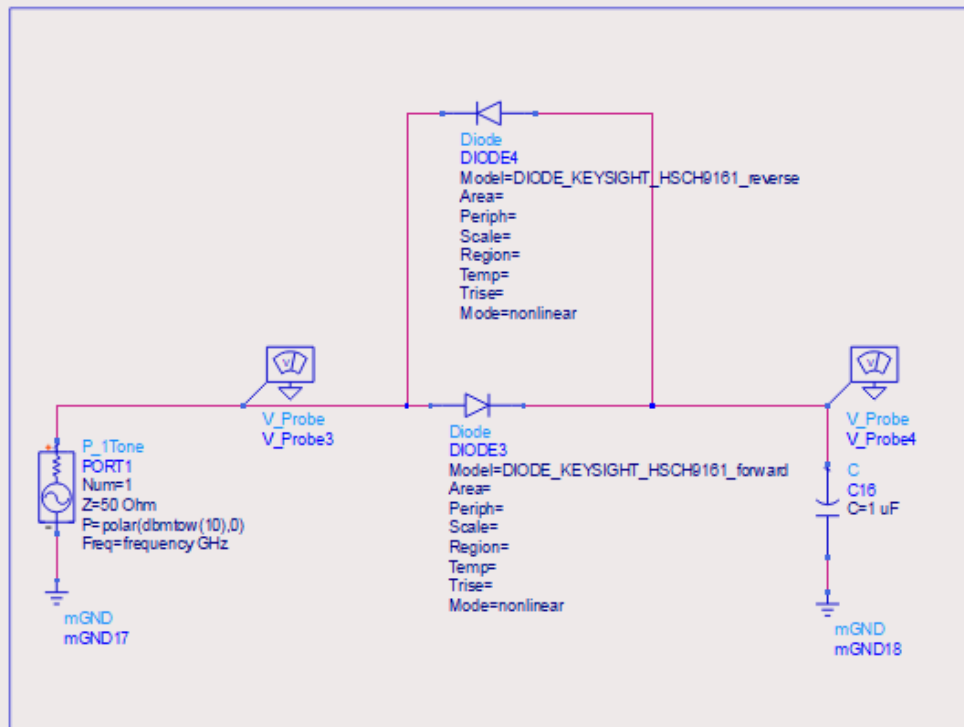 Diode
DIODE4
Model=DIODE_KEYSIGHT_HSCH9161_reverse
Area=
Periph=
Scale=
Region=
Temp=
Trise=
Mode=nonlinear
V
V_Probe
V_Probe3
V
V_Probe
V_Probe4
P_1Tone
PORT1
Num=1
Z=50 Ohm
P=polar(dbmtow(10),0)
Freq=frequency GHz
Diode
DIODE3
Model=DIODE_KEYSIGHT_HSCH9161_forward
Area=
Periph=
Scale=
Region=
Temp=
Trise=
Mode=nonlinear
C
C16
C=1 uF
mGND
mGND17
mGND
mGND18